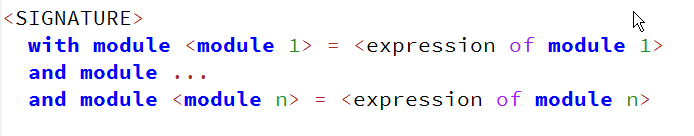 <SIGNATURE>
with module <module 1> = <expression of module 1>
and module ...
and module <module n> = <expression of module n>